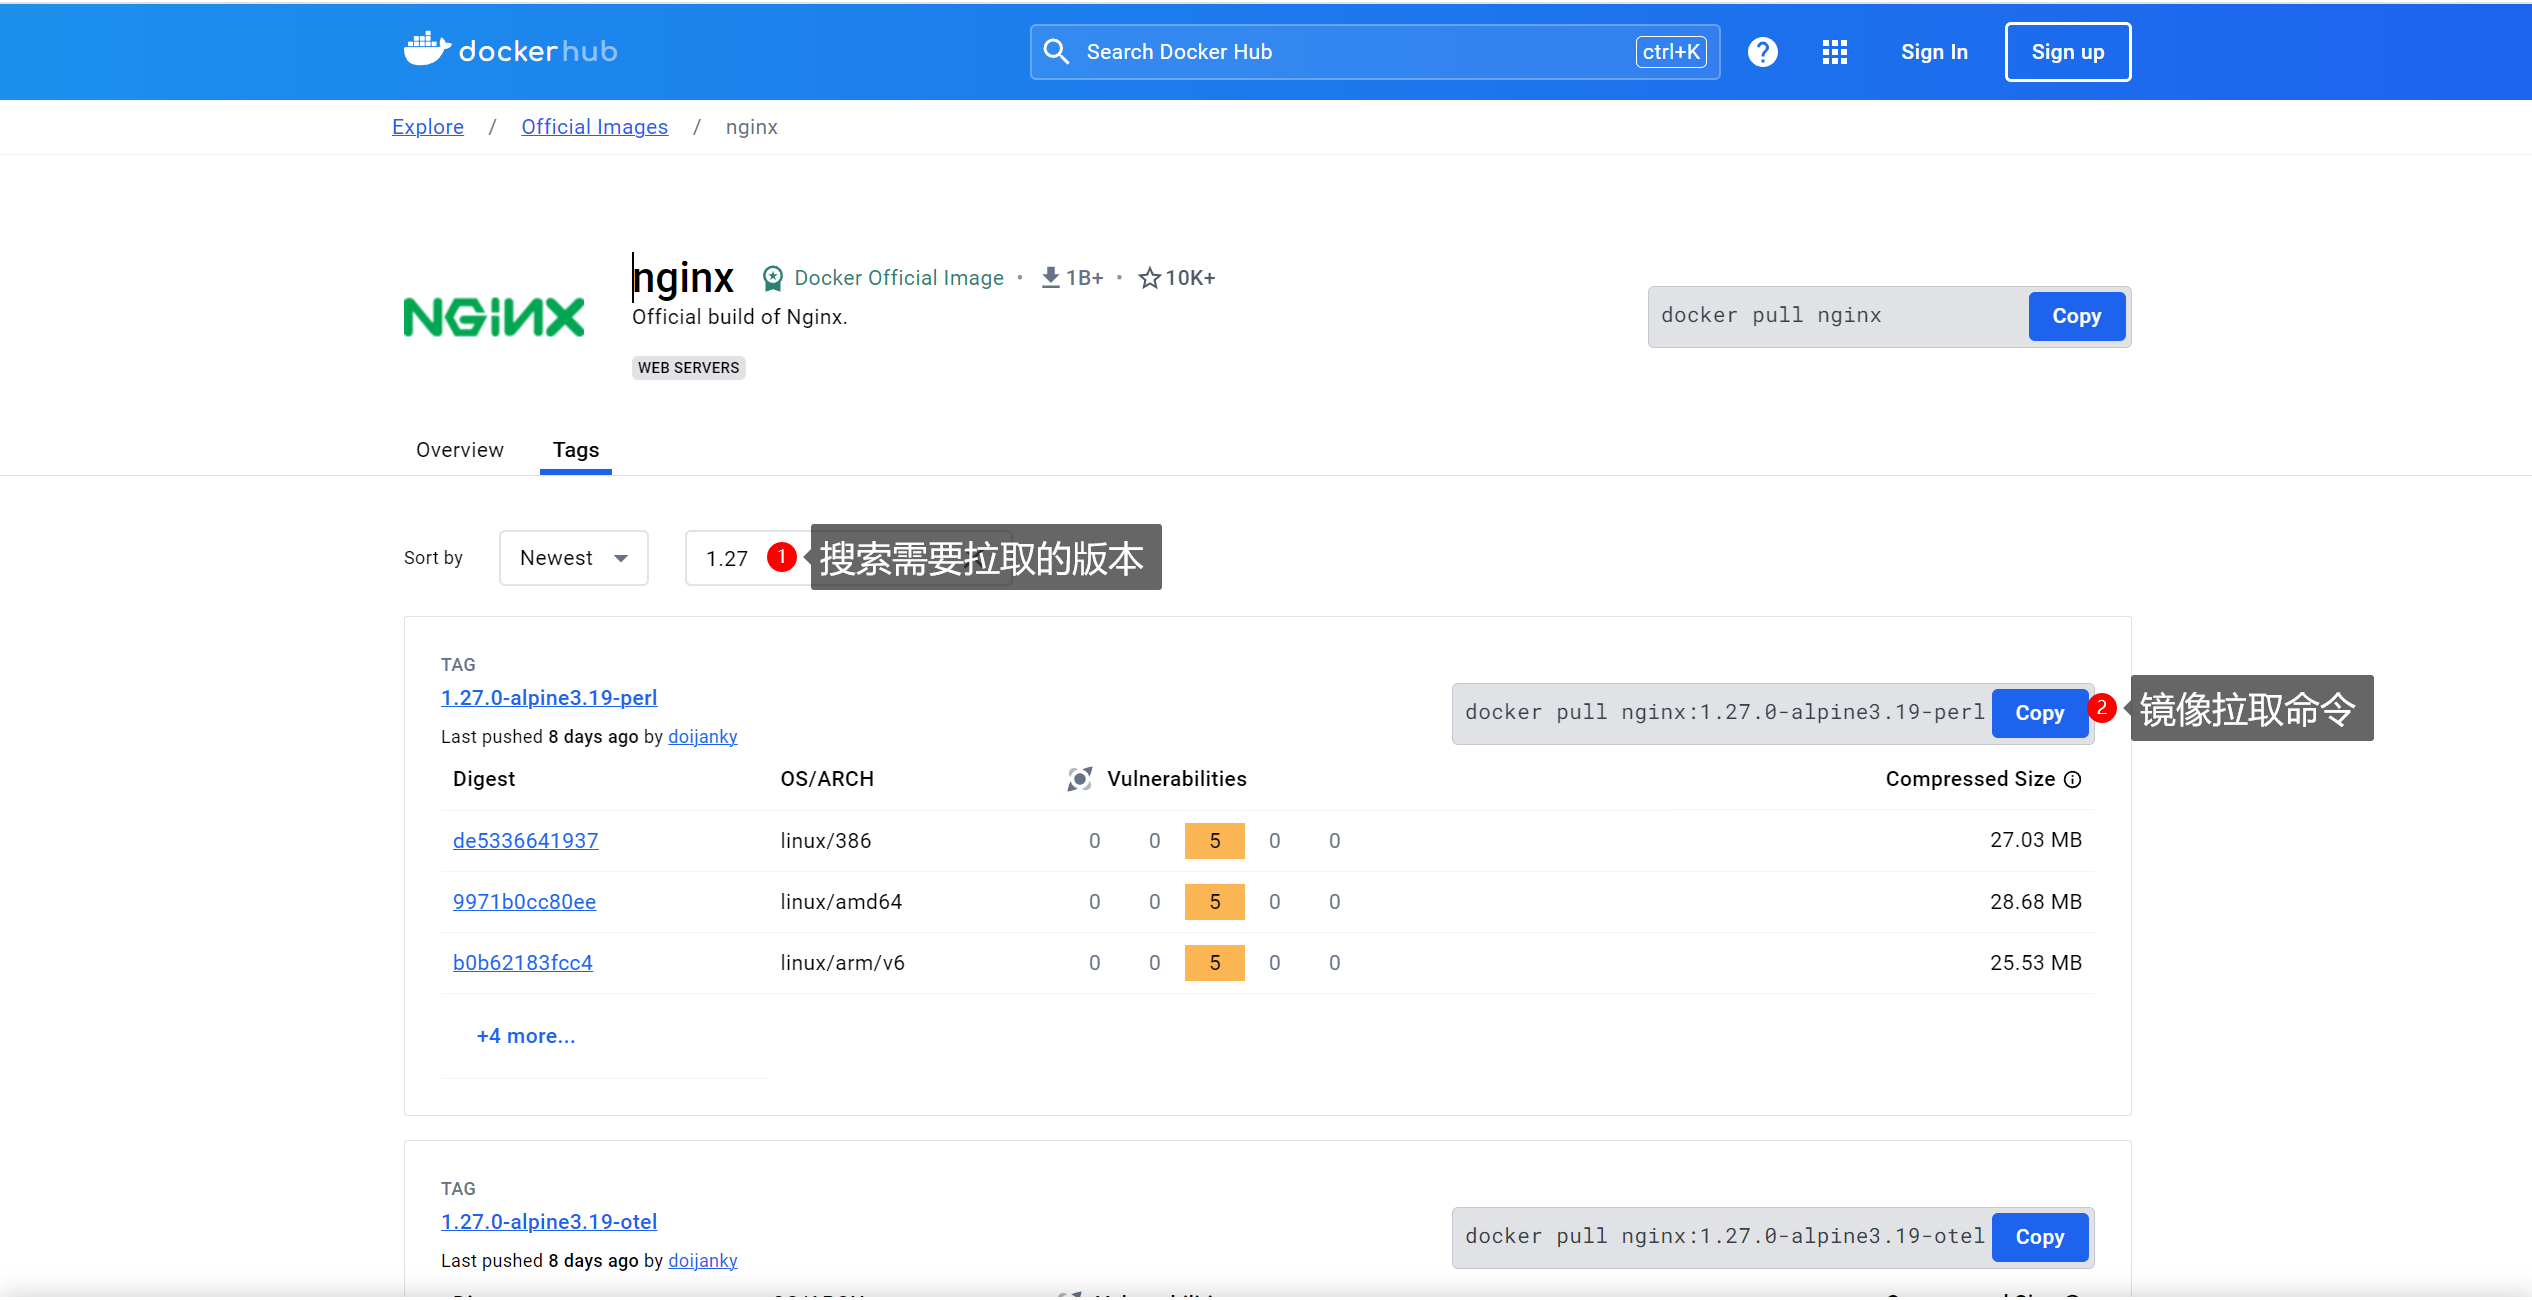 docker hub
Search Docker Hub
ctrl+K
?
Sign In
Sign up
Explore / Official Images / nginx
NGINX
nginx
Docker Official Image • 1B+ • 10K+
Official build of Nginx.
WEB SERVERS
docker pull nginx
Copy
Overview
Tags
Sort by
Newest
1.27
1
搜索需要拉取的版本
TAG
1.27.0-alpine3.19-perl
Last pushed 8 days ago by doijanky
docker pull nginx:1.27.0-alpine3.19-perl
Copy
2
镜像拉取命令
Digest OS/ARCH Vulnerabilities Compressed Size
de5336641937 linux/386 0 0 5 0 0 27.03 MB
9971b0cc80ee linux/amd64 0 0 5 0 0 28.68 MB
b0b62183fcc4 linux/arm/v6 0 0 5 0 0 25.53 MB
+4 more...
TAG
1.27.0-alpine3.19-otel
Last pushed 8 days ago by doijanky
docker pull nginx:1.27.0-alpine3.19-otel
Copy